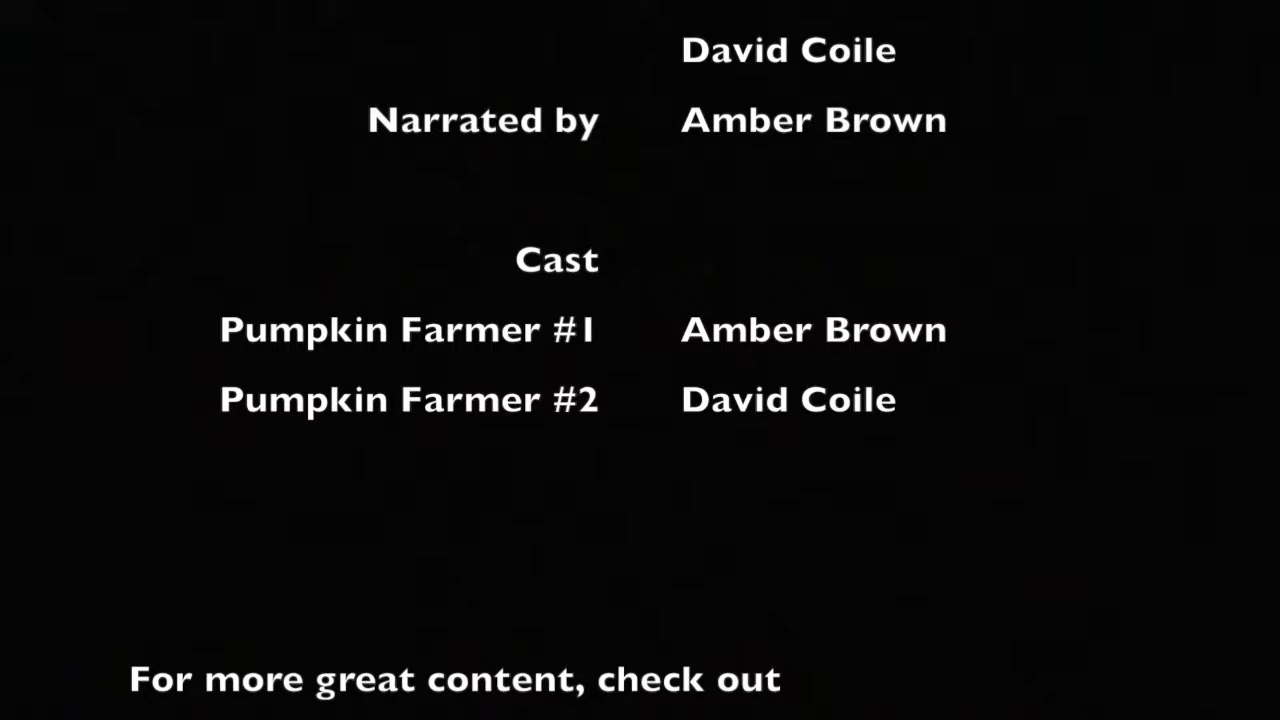 David Coile
Narrated by Amber Brown
Cast
Pumpkin Farmer #1 Amber Brown
Pumpkin Farmer #2 David Coile
For more great content, check out